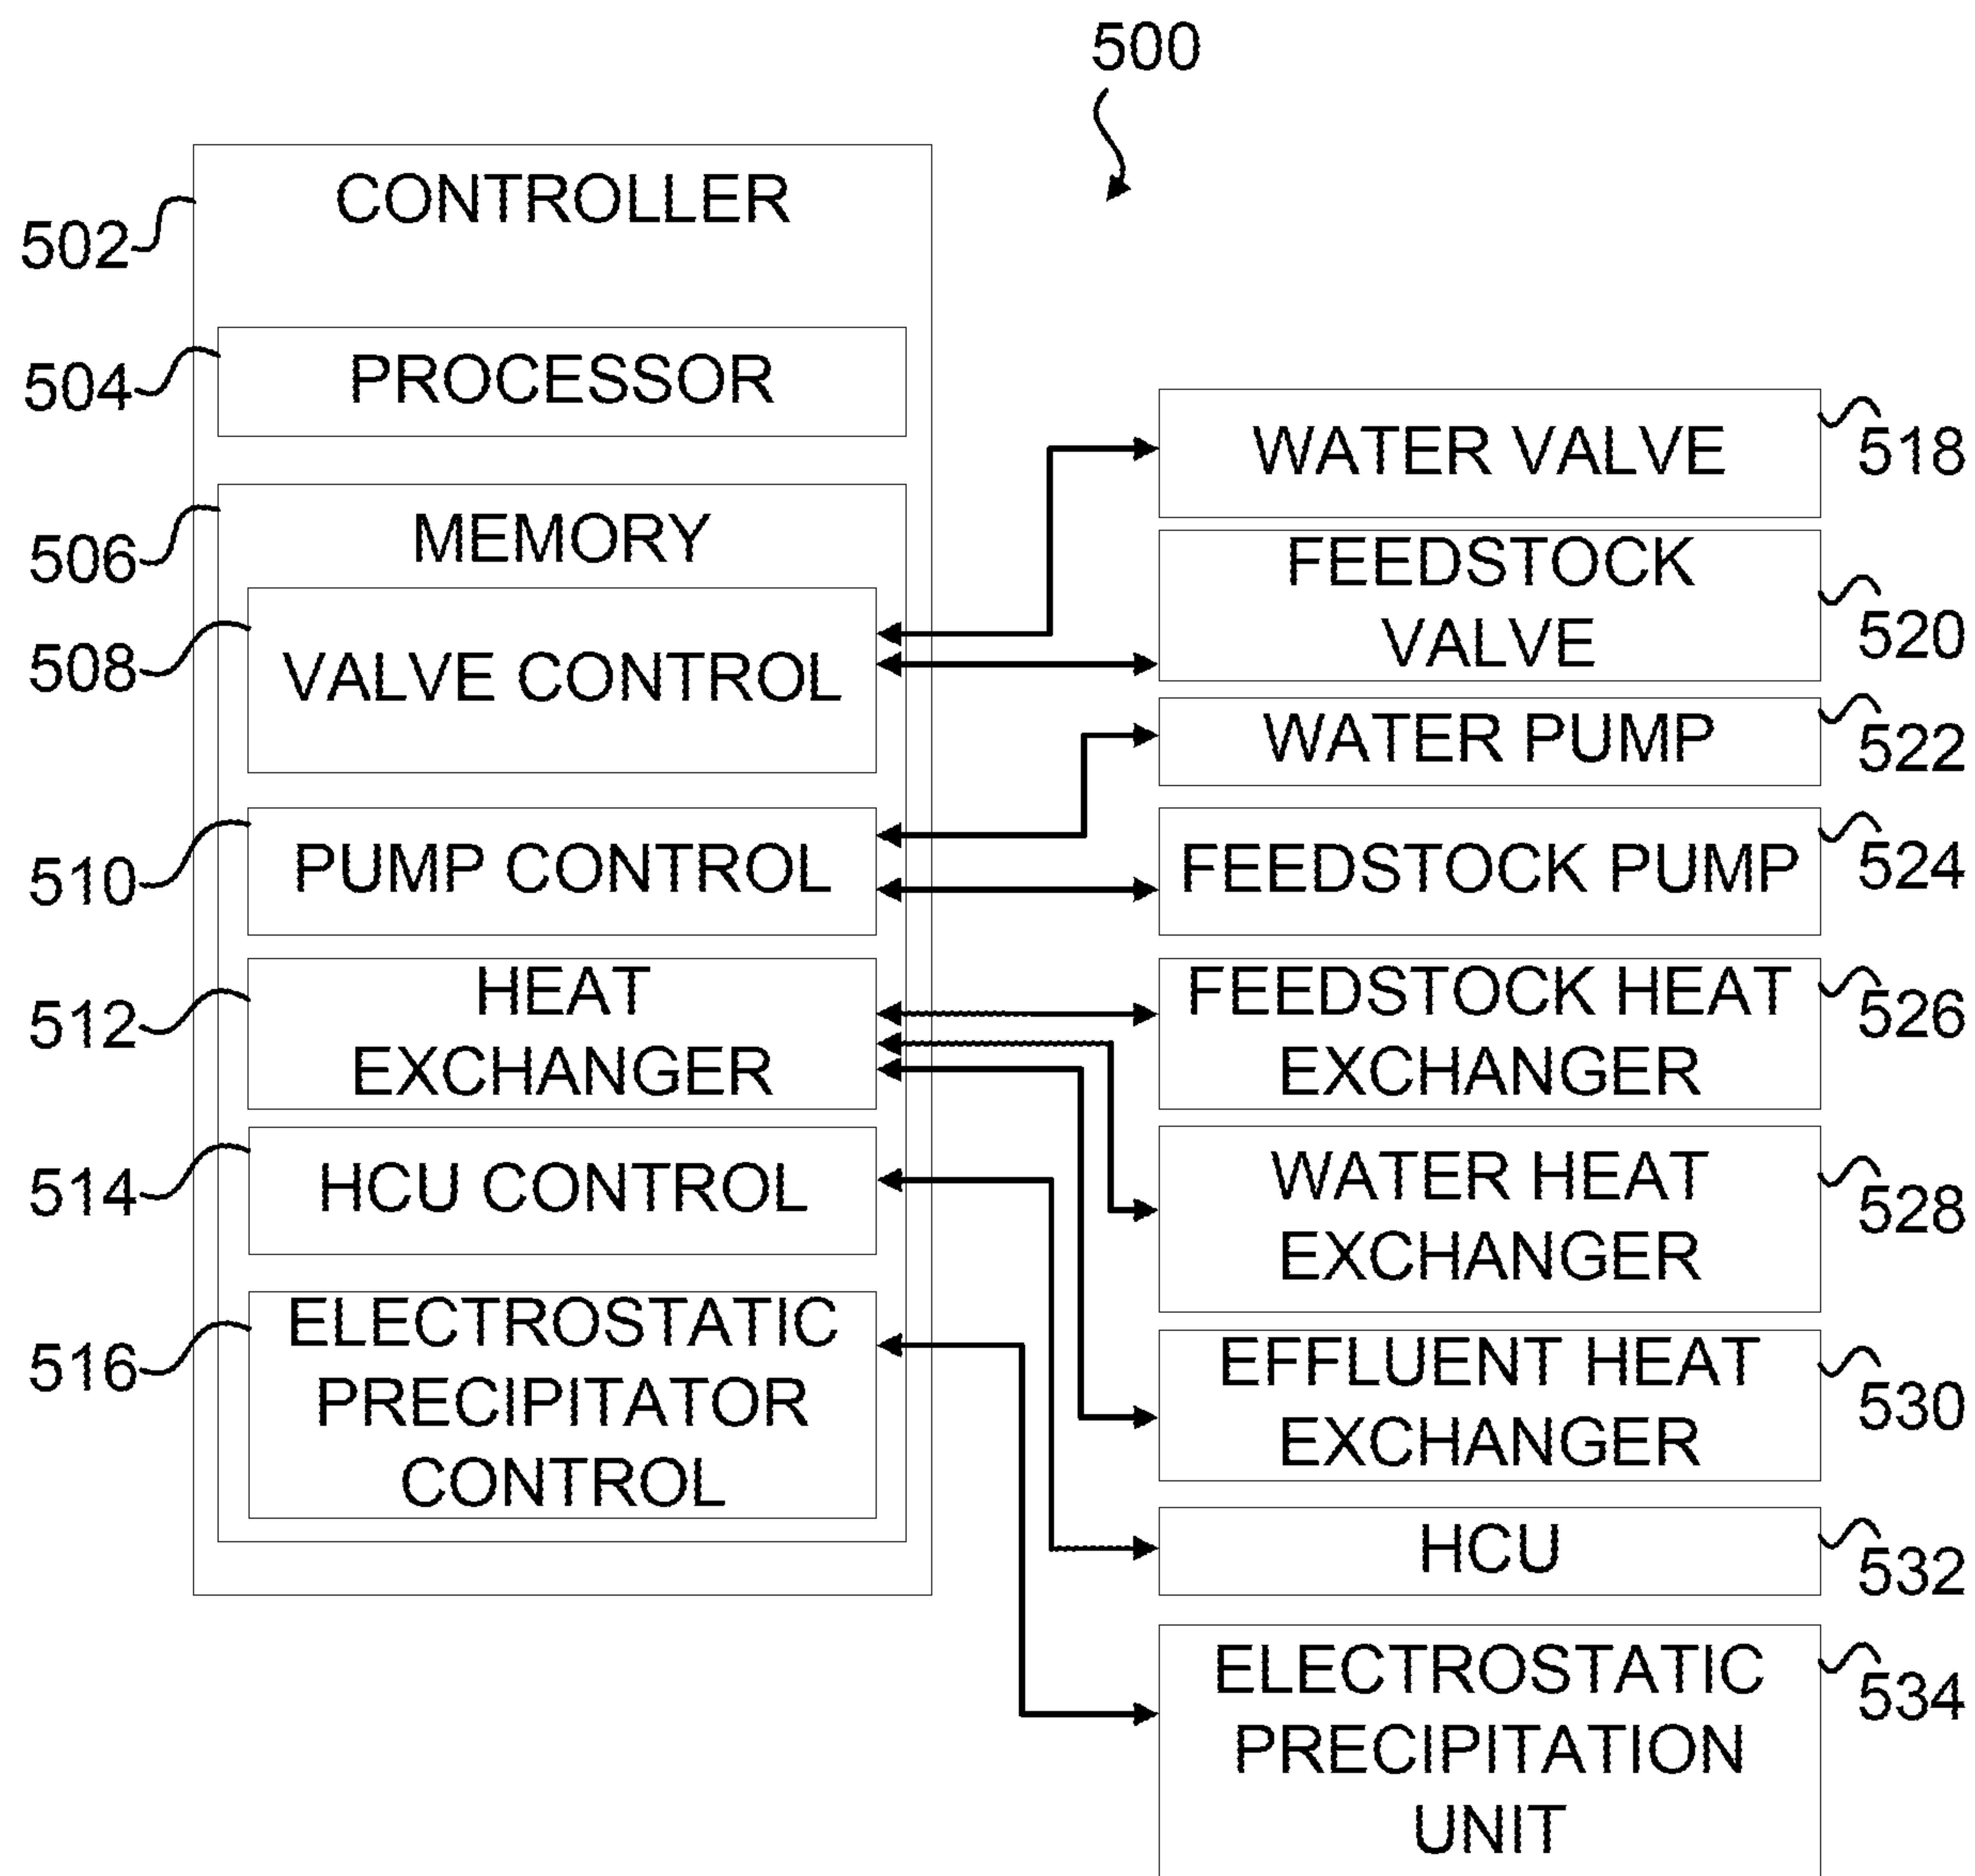 500
CONTROLLER
502
PROCESSOR
504
MEMORY
506
VALVE CONTROL
508
PUMP CONTROL
510
HEAT
EXCHANGER
512
HCU CONTROL
514
ELECTROSTATIC
PRECIPITATOR
CONTROL
516
WATER VALVE
518
FEEDSTOCK
VALVE
520
WATER PUMP
522
FEEDSTOCK PUMP
524
FEEDSTOCK HEAT
EXCHANGER
526
WATER HEAT
EXCHANGER
528
EFFLUENT HEAT
EXCHANGER
530
HCU
532
ELECTROSTATIC
PRECIPITATION
UNIT
534